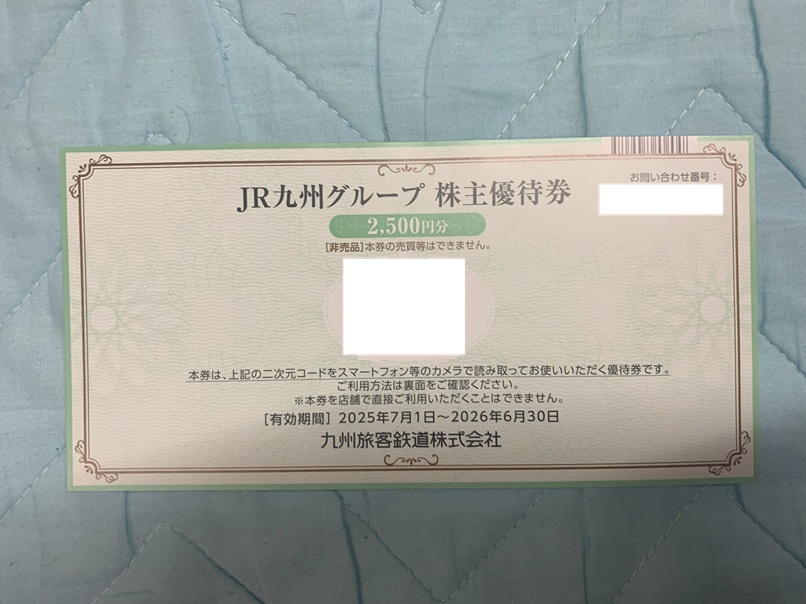 お問い合わせ番号：
JR九州グループ 株主優待券
2,500円分
[非売品]本券の売買等はできません。
本券は、上記の二次元コードをスマートフォン等のカメラで読み取ってお使いいただく優待券です。
ご利用方法は裏面をご確認ください。
※本券を店舗で直接ご利用いただくことはできません。
[有効期間] 2025年7月1日～2026年6月30日
九州旅客鉄道株式会社